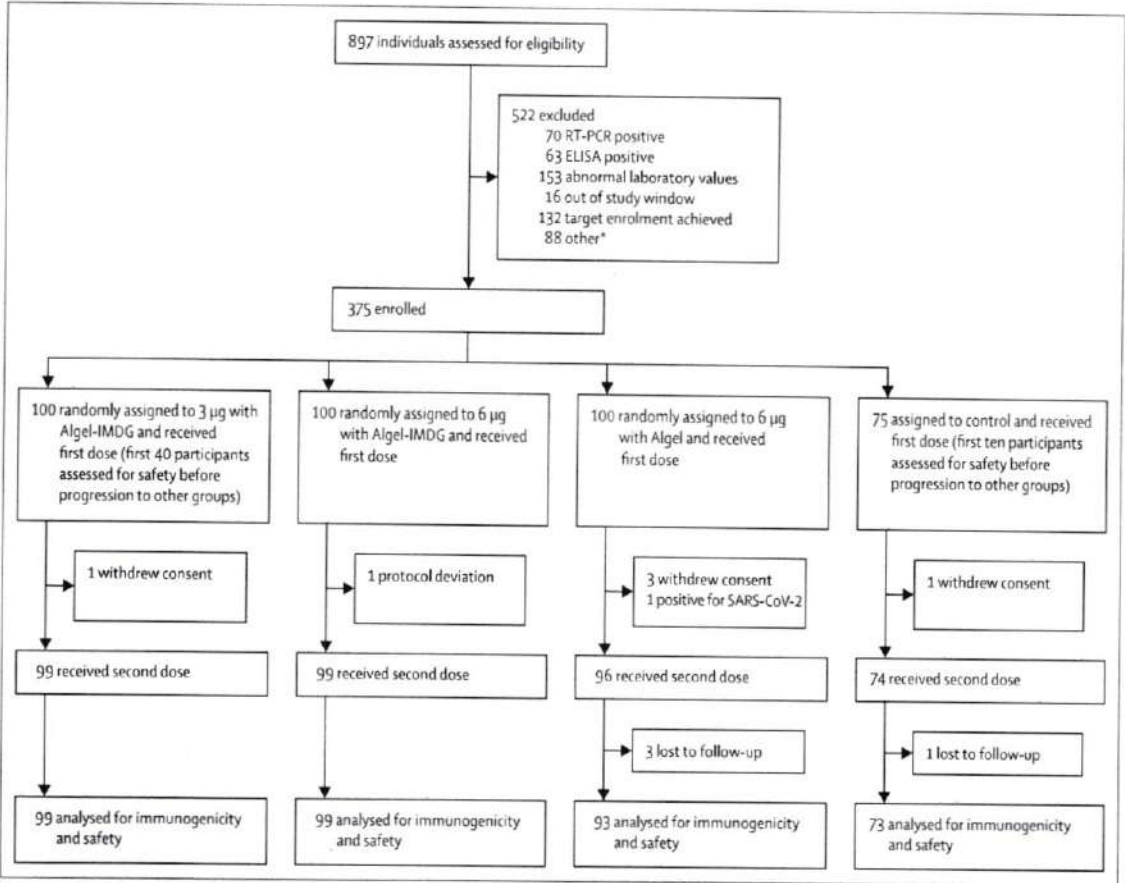 897 individuals assessed for eligibility
522 excluded
70 RT-PCR positive
63 ELISA positive
153 abnormal laboratory values
16 out of study window
132 target enrolment achieved
88 other*
375 enrolled
100 randomly assigned to 3 µg with
Algel-IMDG and received
first dose (first 40 participants
assessed for safety before
progression to other groups)
100 randomly assigned to 6 µg
with Algel-IMDG and received
first dose
100 randomly assigned to 6 µg
with Algel and received
first dose
75 assigned to control and received
first dose (first ten participants
assessed for safety before
progression to other groups)
1 withdrew consent
1 protocol deviation
3 withdrew consent
1 positive for SARS-CoV-2
1 withdrew consent
99 received second dose
99 received second dose
96 received second dose
74 received second dose
3 lost to follow-up
1 lost to follow-up
99 analysed for immunogenicity
and safety
99 analysed for immunogenicity
and safety
93 analysed for immunogenicity
and safety
73 analysed for immunogenicity
and safety